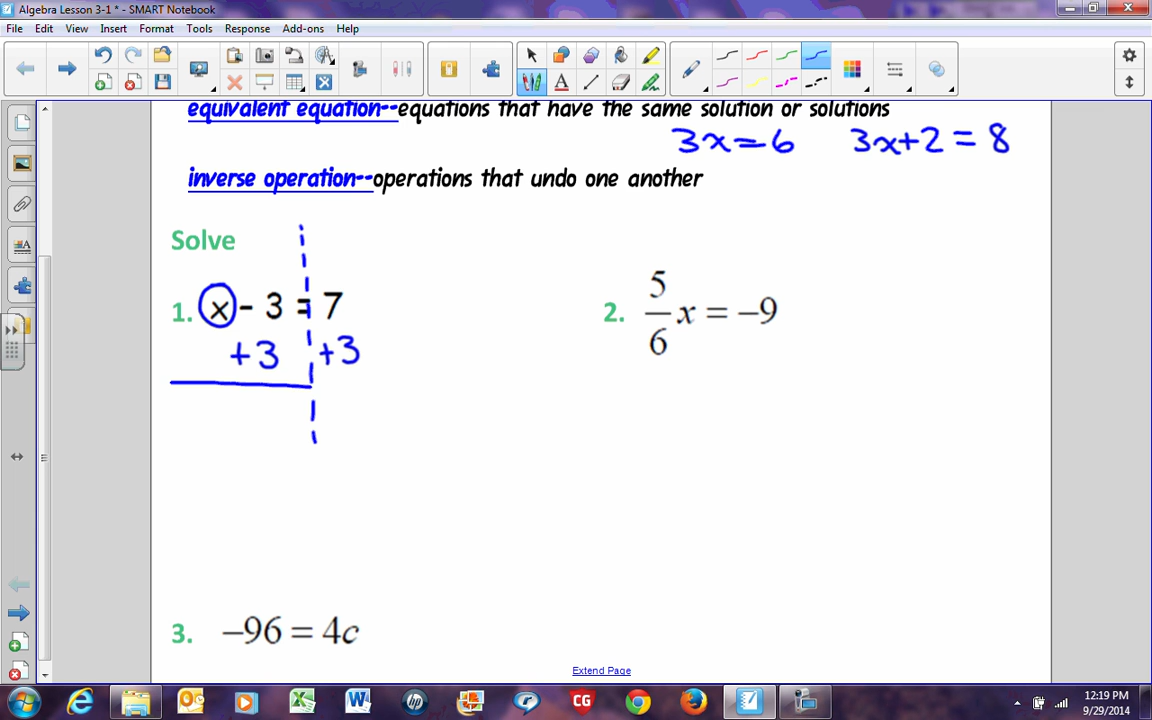 Algebra Lesson 3-1 * - SMART Notebook
File Edit View Insert Format Tools Response Add-ons Help
equivalent equation--equations that have the same solution or solutions
3x=6 3x+2=8
inverse operation--operations that undo one another
Solve
1. x - 3 = 7
+3 +3
2. 5/6 x = -9
3. -96 = 4c
Extend Page
12:19 PM
9/29/2014